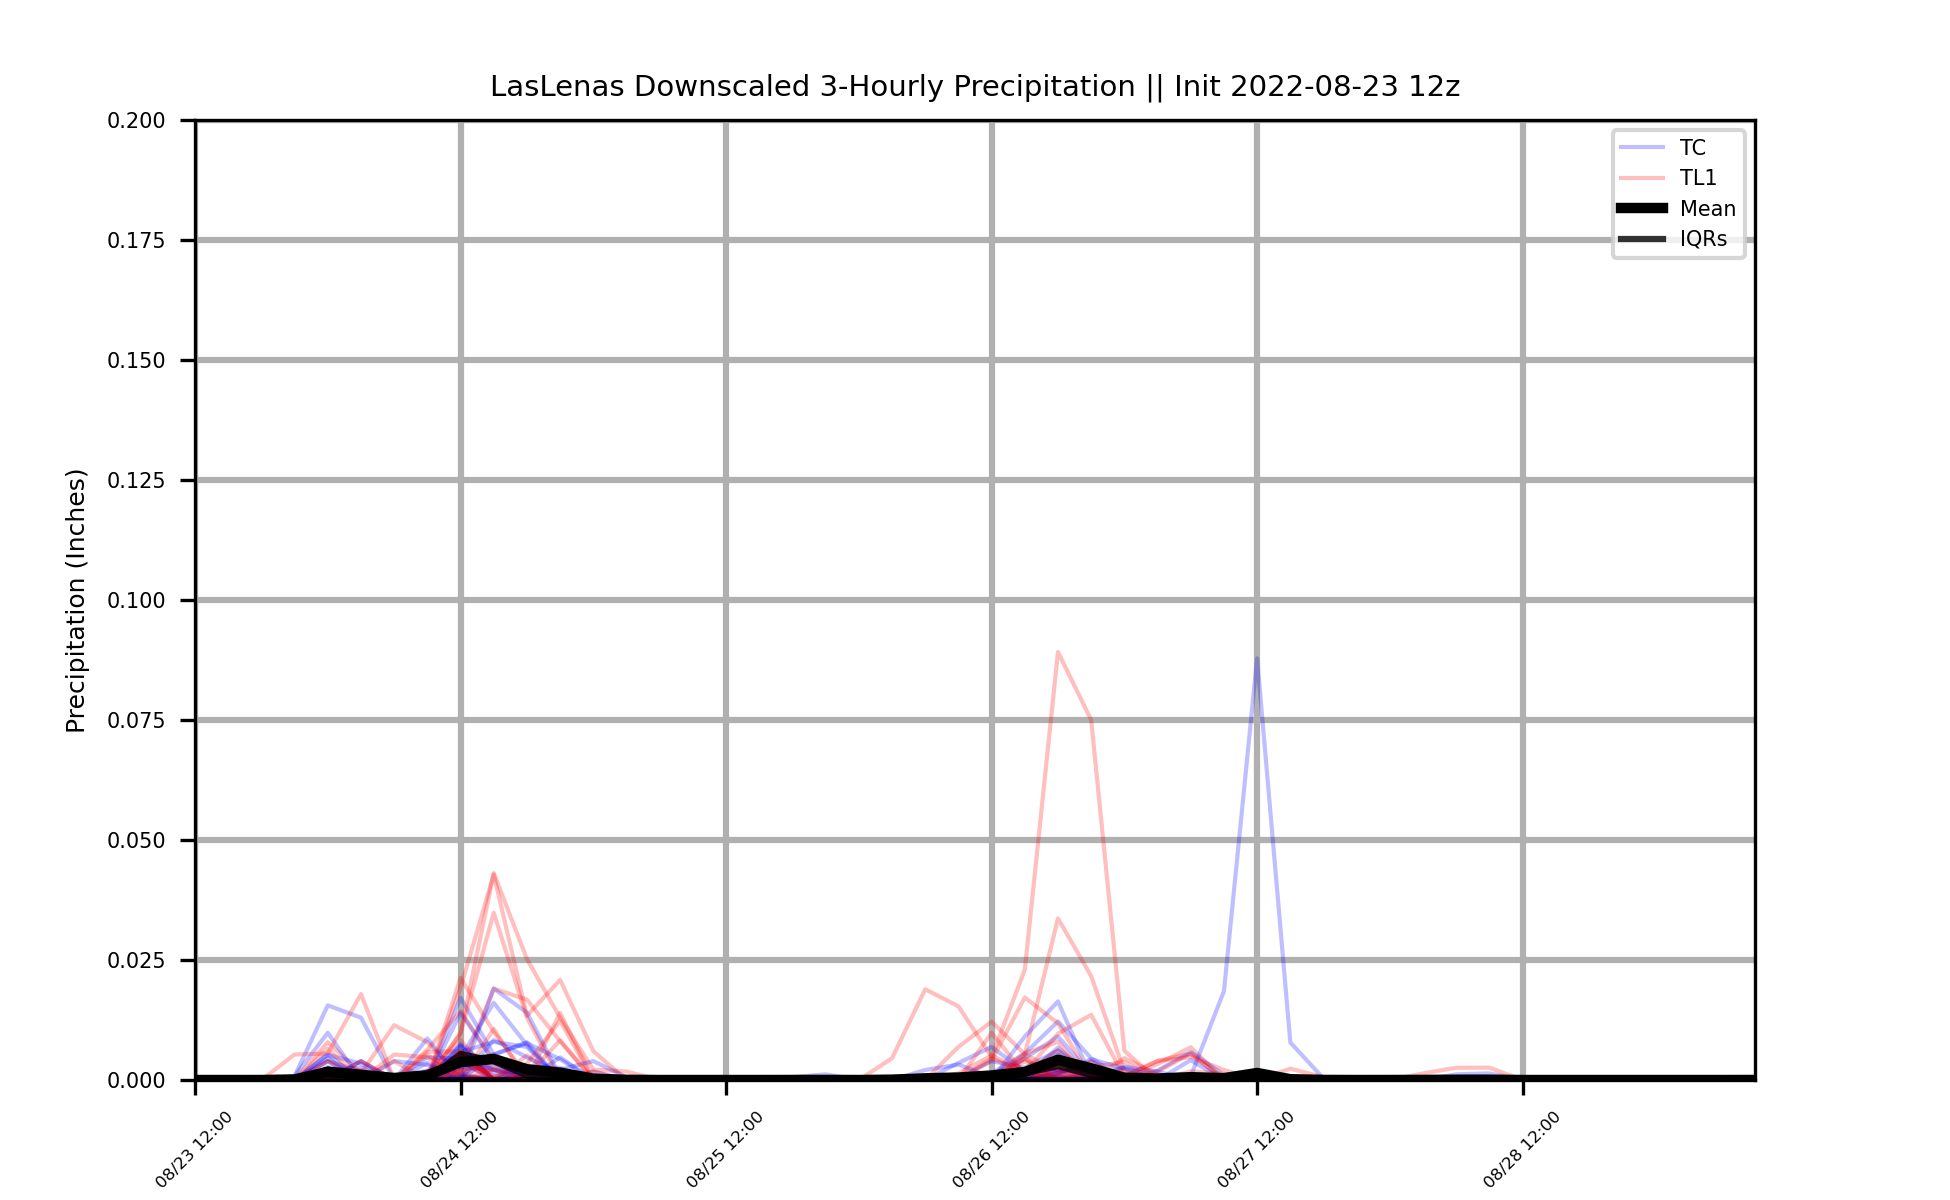 LasLenas Downscaled 3-Hourly Precipitation || Init 2022-08-23 12z
TC
TL1
Mean
IQRs
Precipitation (Inches)
0.200
0.175
0.150
0.125
0.100
0.075
0.050
0.025
0.000
08/23 12:00
08/24 12:00
08/25 12:00
08/26 12:00
08/27 12:00
08/28 12:00